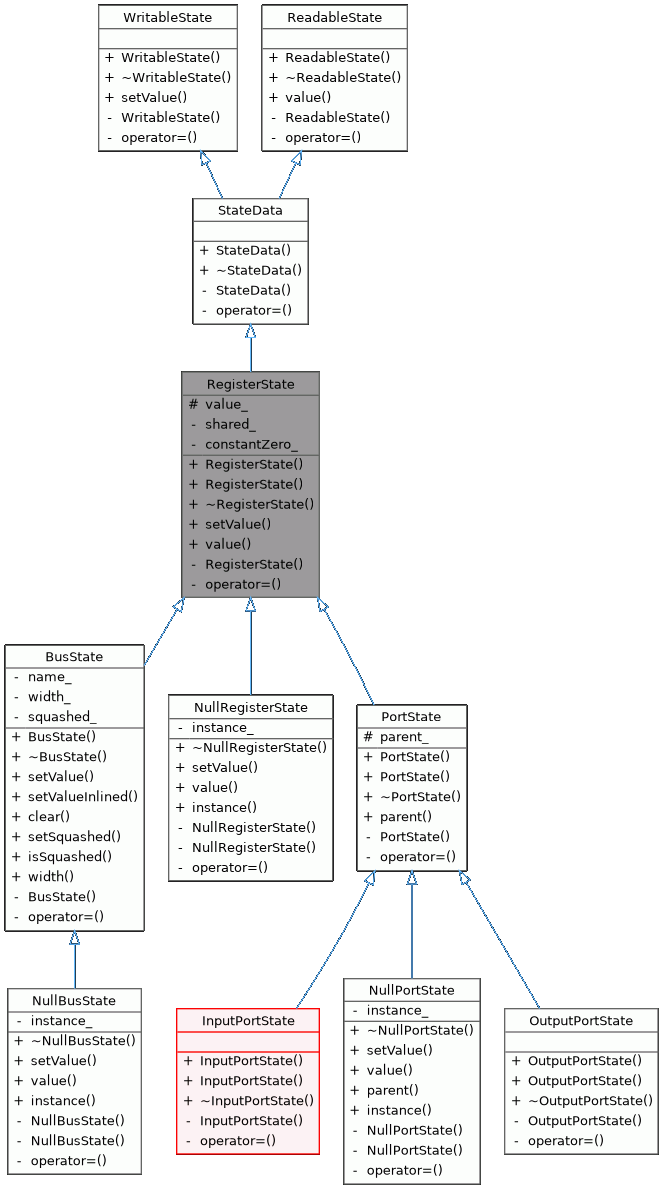 WritableState
+ WritableState()
+ ~WritableState()
+ setValue()
- WritableState()
- operator=()
ReadableState
+ ReadableState()
+ ~ReadableState()
+ value()
- ReadableState()
- operator=()
StateData
+ StateData()
+ ~StateData()
- StateData()
- operator=()
RegisterState
# value_
- shared_
- constantZero_
+ RegisterState()
+ RegisterState()
+ ~RegisterState()
+ setValue()
+ value()
- RegisterState()
- operator=()
BusState
- name_
- width_
- squashed_
+ BusState()
+ ~BusState()
+ setValue()
+ setValueInlined()
+ clear()
+ setSquashed()
+ isSquashed()
+ width()
- BusState()
- operator=()
NullRegisterState
- instance_
+ ~NullRegisterState()
+ setValue()
+ value()
+ instance()
- NullRegisterState()
- NullRegisterState()
- operator=()
PortState
# parent_
+ PortState()
+ PortState()
+ ~PortState()
+ parent()
- PortState()
- operator=()
NullBusState
- instance_
+ ~NullBusState()
+ setValue()
+ value()
+ instance()
- NullBusState()
- NullBusState()
- operator=()
InputPortState
+ InputPortState()
+ InputPortState()
+ ~InputPortState()
- InputPortState()
- operator=()
NullPortState
- instance_
+ ~NullPortState()
+ setValue()
+ value()
+ parent()
+ instance()
- NullPortState()
- NullPortState()
- operator=()
OutputPortState
+ OutputPortState()
+ OutputPortState()
+ ~OutputPortState()
- OutputPortState()
- operator=()